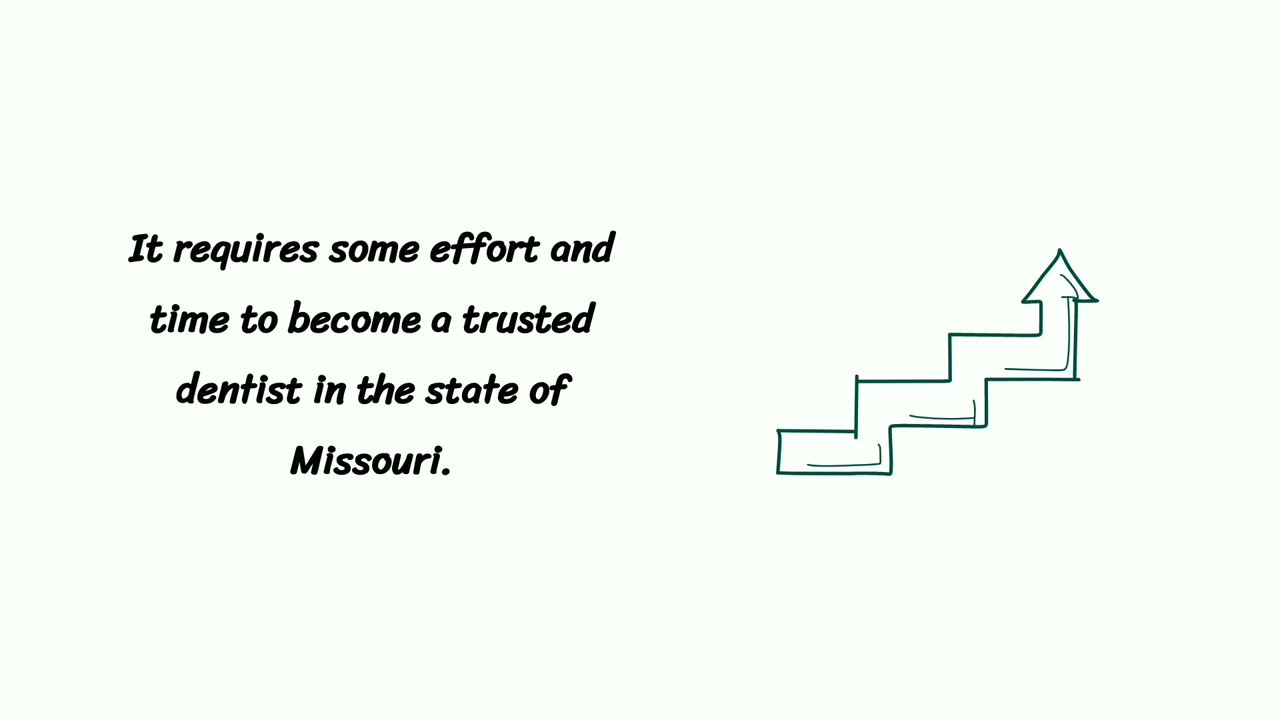 It requires some effort and
time to become a trusted
dentist in the state of
Missouri.